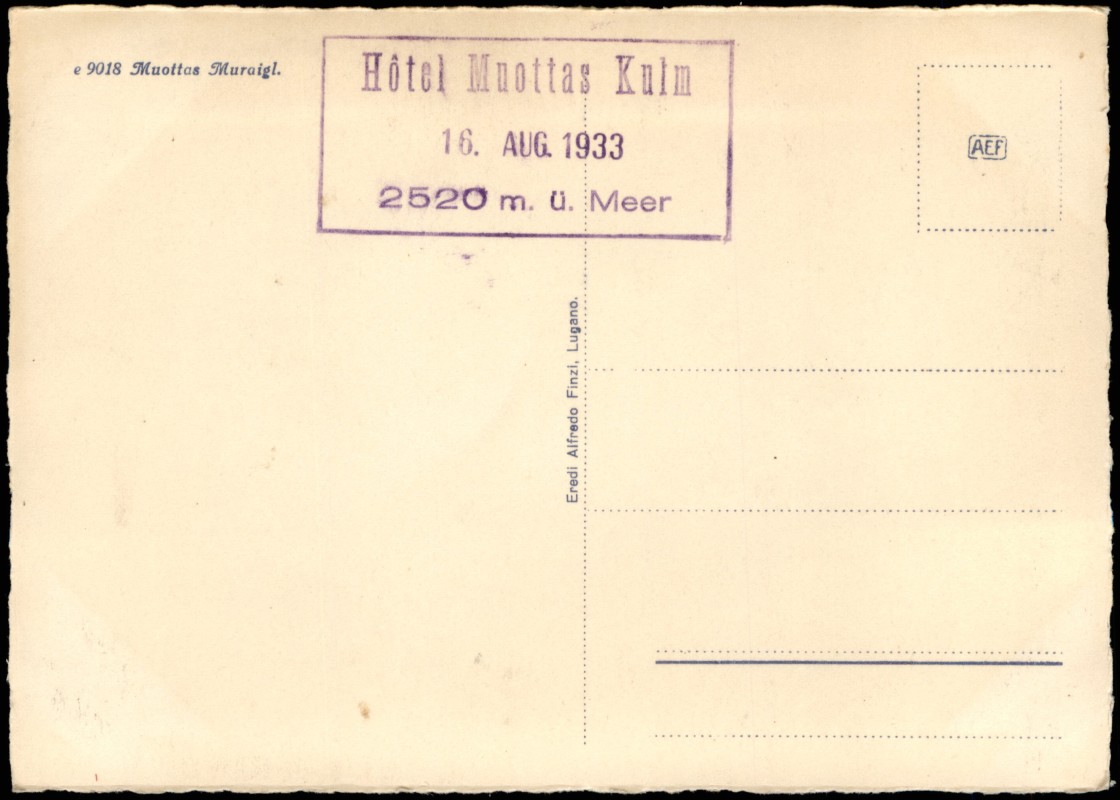 e 9018 Muottas Muraigl.
Hôtel Muottas Kulm
16. AUG. 1933
2520 m. ü. Meer
AEF
Eredi Alfredo Finzi, Lugano.